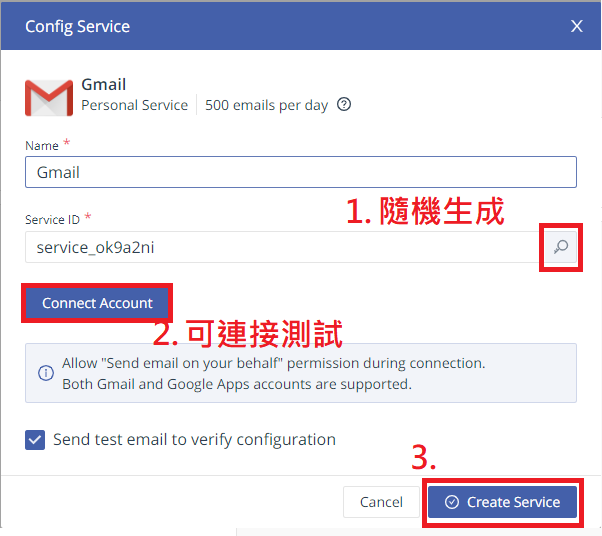 Config Service
X
Gmail
Personal Service 500 emails per day ?
Name *
Gmail
1. 隨機生成
Service ID *
service_ok9a2ni
Connect Account
2. 可連接測試
Allow "Send email on your behalf" permission during connection.
Both Gmail and Google Apps accounts are supported.
Send test email to verify configuration
3.
Cancel Create Service